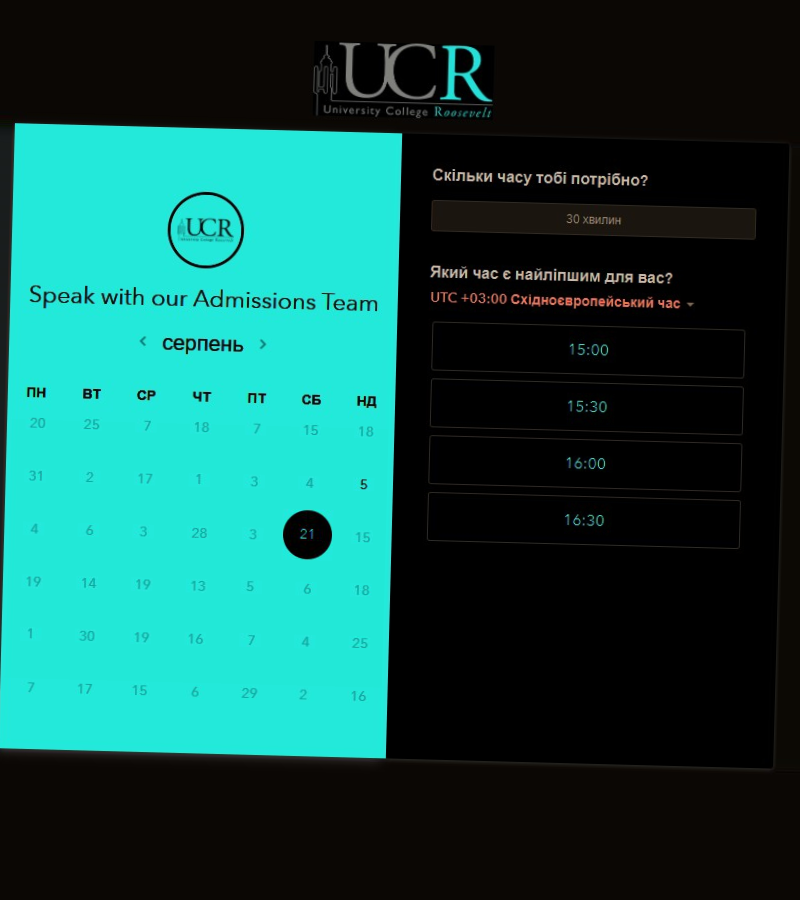 UCR
University College Roosevelt
UCR
University College Roosevelt
Speak with our Admissions Team
серпень
ПН ВТ СР ЧТ ПТ СБ НД
20 25 7 18 7 15 18
31 2 17 1 3 4 5
4 6 3 28 3 21 15
19 14 19 13 5 6 18
1 30 19 16 7 4 25
7 17 15 6 29 2 16
Скільки часу тобі потрібно?
30 хвилин
Який час є найліпшим для вас?
UTC +03:00 Східноєвропейський час
15:00
15:30
16:00
16:30